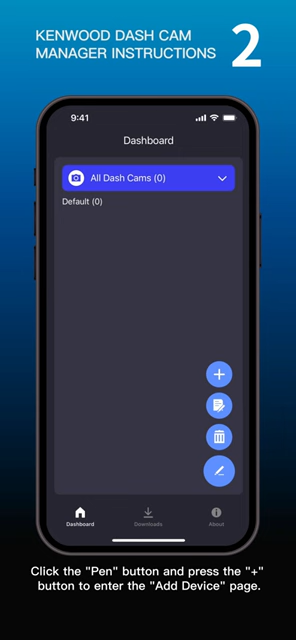 KENWOOD DASH CAM
MANAGER INSTRUCTIONS 2
9:41
Dashboard
All Dash Cams (0)
Default (0)
Dashboard Downloads About
Click the "Pen" button and press the "+"
button to enter the "Add Device" page.